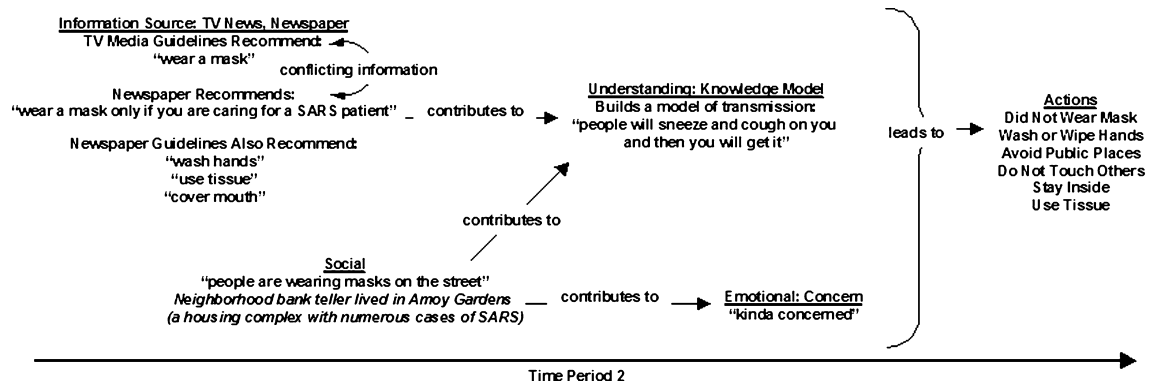 Information Source: TV News, Newspaper
TV Media Guidelines Recommend:
“wear a mask”
conflicting information
Newspaper Recommends:
“wear a mask only if you are caring for a SARS patient”
contributes to
Newspaper Guidelines Also Recommend:
“wash hands”
“use tissue”
“cover mouth”
Understanding: Knowledge Model
Builds a model of transmission:
“people will sneeze and cough on you
and then you will get it”
contributes to
Social
“people are wearing masks on the street”
Neighborhood bank teller lived in Amoy Gardens
(a housing complex with numerous cases of SARS)
contributes to
Emotional: Concern
“kinda concerned”
leads to
Actions
Did Not Wear Mask
Wash or Wipe Hands
Avoid Public Places
Do Not Touch Others
Stay Inside
Use Tissue
Time Period 2